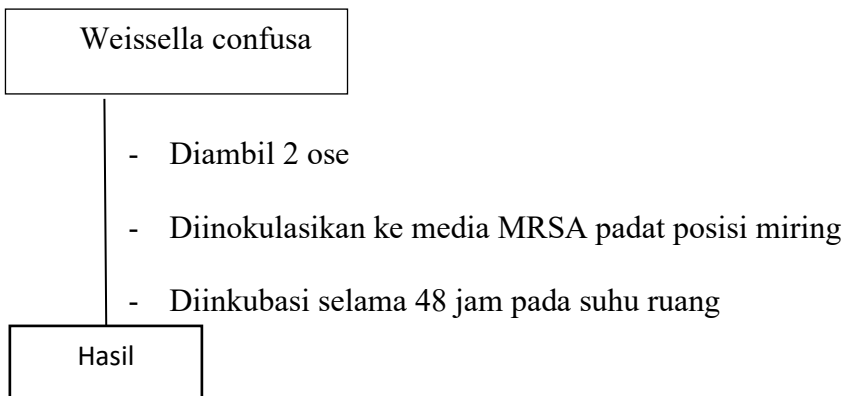 Weissella confusa
- Diambil 2 ose
- Diinokulasikan ke media MRSA padat posisi miring
- Diinkubasi selama 48 jam pada suhu ruang
Hasil